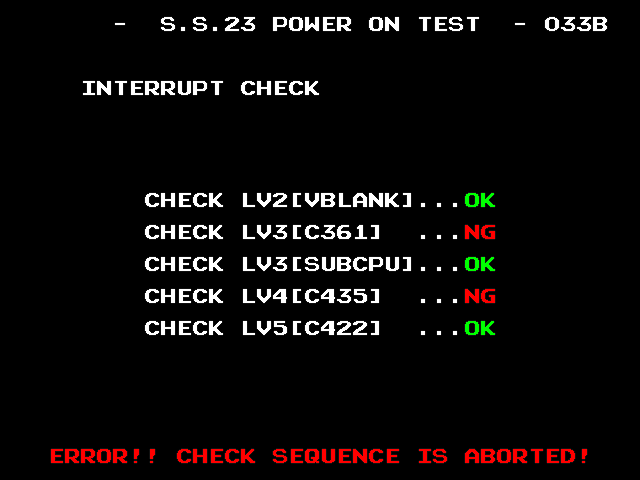 -  S.S.23 POWER ON TEST  - 033B
INTERRUPT CHECK
CHECK LV2[VBLANK]...OK
CHECK LV3[C361]  ...NG
CHECK LV3[SUBCPU]...OK
CHECK LV4[C435]  ...NG
CHECK LV5[C422]  ...OK
ERROR!! CHECK SEQUENCE IS ABORTED!